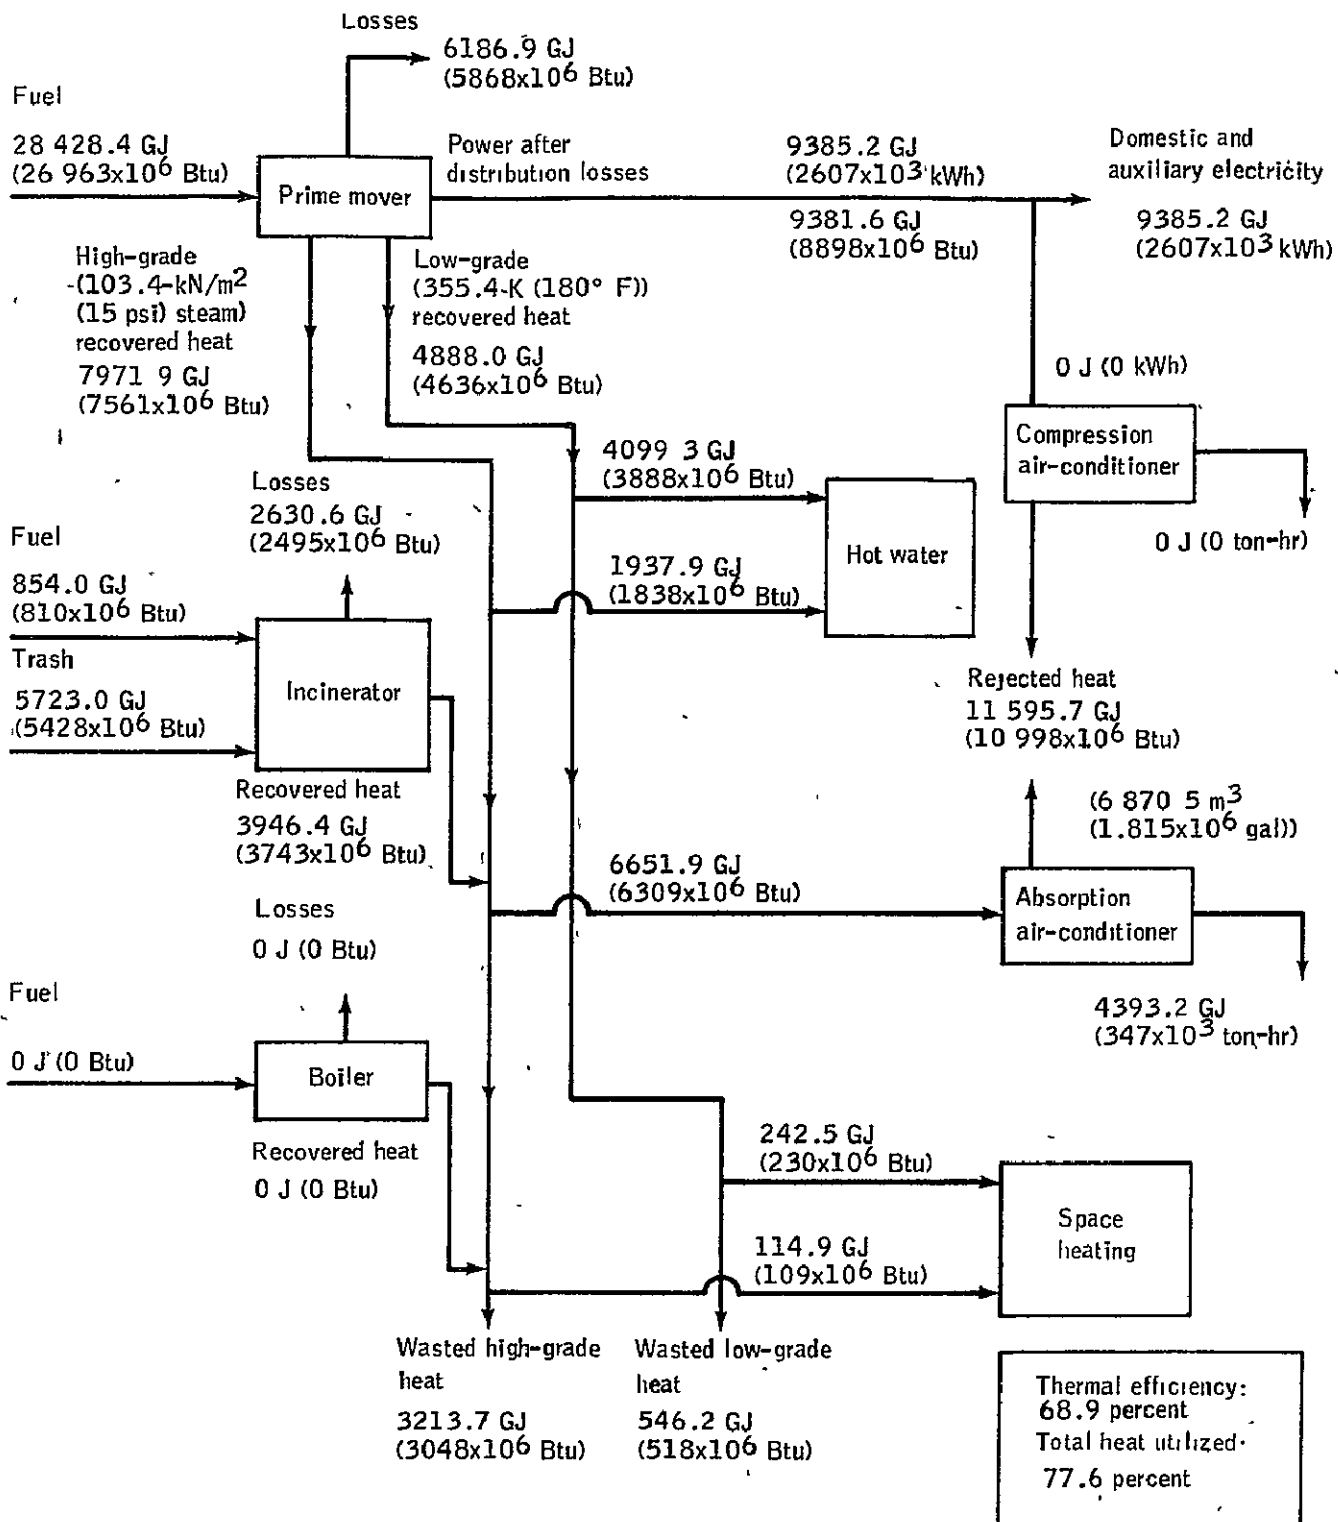 Losses
6186.9 GJ
(5868x10⁶ Btu)
Fuel
28 428.4 GJ
(26 963x10⁶ Btu)
Prime mover
Power after
distribution losses
9385.2 GJ
(2607x10³ kWh)
9381.6 GJ
(8898x10⁶ Btu)
Domestic and
auxiliary electricity
9385.2 GJ
(2607x10³ kWh)
High-grade
(103.4-kN/m²
(15 psi) steam)
recovered heat
7971 9 GJ
(7561x10⁶ Btu)
Low-grade
(355.4-K (180° F))
recovered heat
4888.0 GJ
(4636x10⁶ Btu)
0 J (0 kWh)
Compression
air-conditioner
0 J (0 ton-hr)
4099 3 GJ
(3888x10⁶ Btu)
Hot water
1937.9 GJ
(1838x10⁶ Btu)
Losses
2630.6 GJ
(2495x10⁶ Btu)
Fuel
854.0 GJ
(810x10⁶ Btu)
Trash
5723.0 GJ
(5428x10⁶ Btu)
Incinerator
Recovered heat
3946.4 GJ
(3743x10⁶ Btu)
Rejected heat
11 595.7 GJ
(10 998x10⁶ Btu)
(6 870 5 m³
(1.815x10⁶ gal))
6651.9 GJ
(6309x10⁶ Btu)
Absorption
air-conditioner
4393.2 GJ
(347x10³ ton-hr)
Losses
0 J (0 Btu)
Fuel
0 J (0 Btu)
Boiler
Recovered heat
0 J (0 Btu)
242.5 GJ
(230x10⁶ Btu)
114.9 GJ
(109x10⁶ Btu)
Space
heating
Wasted high-grade
heat
3213.7 GJ
(3048x10⁶ Btu)
Wasted low-grade
heat
546.2 GJ
(518x10⁶ Btu)
Thermal efficiency:
68.9 percent
Total heat utilized·
77.6 percent